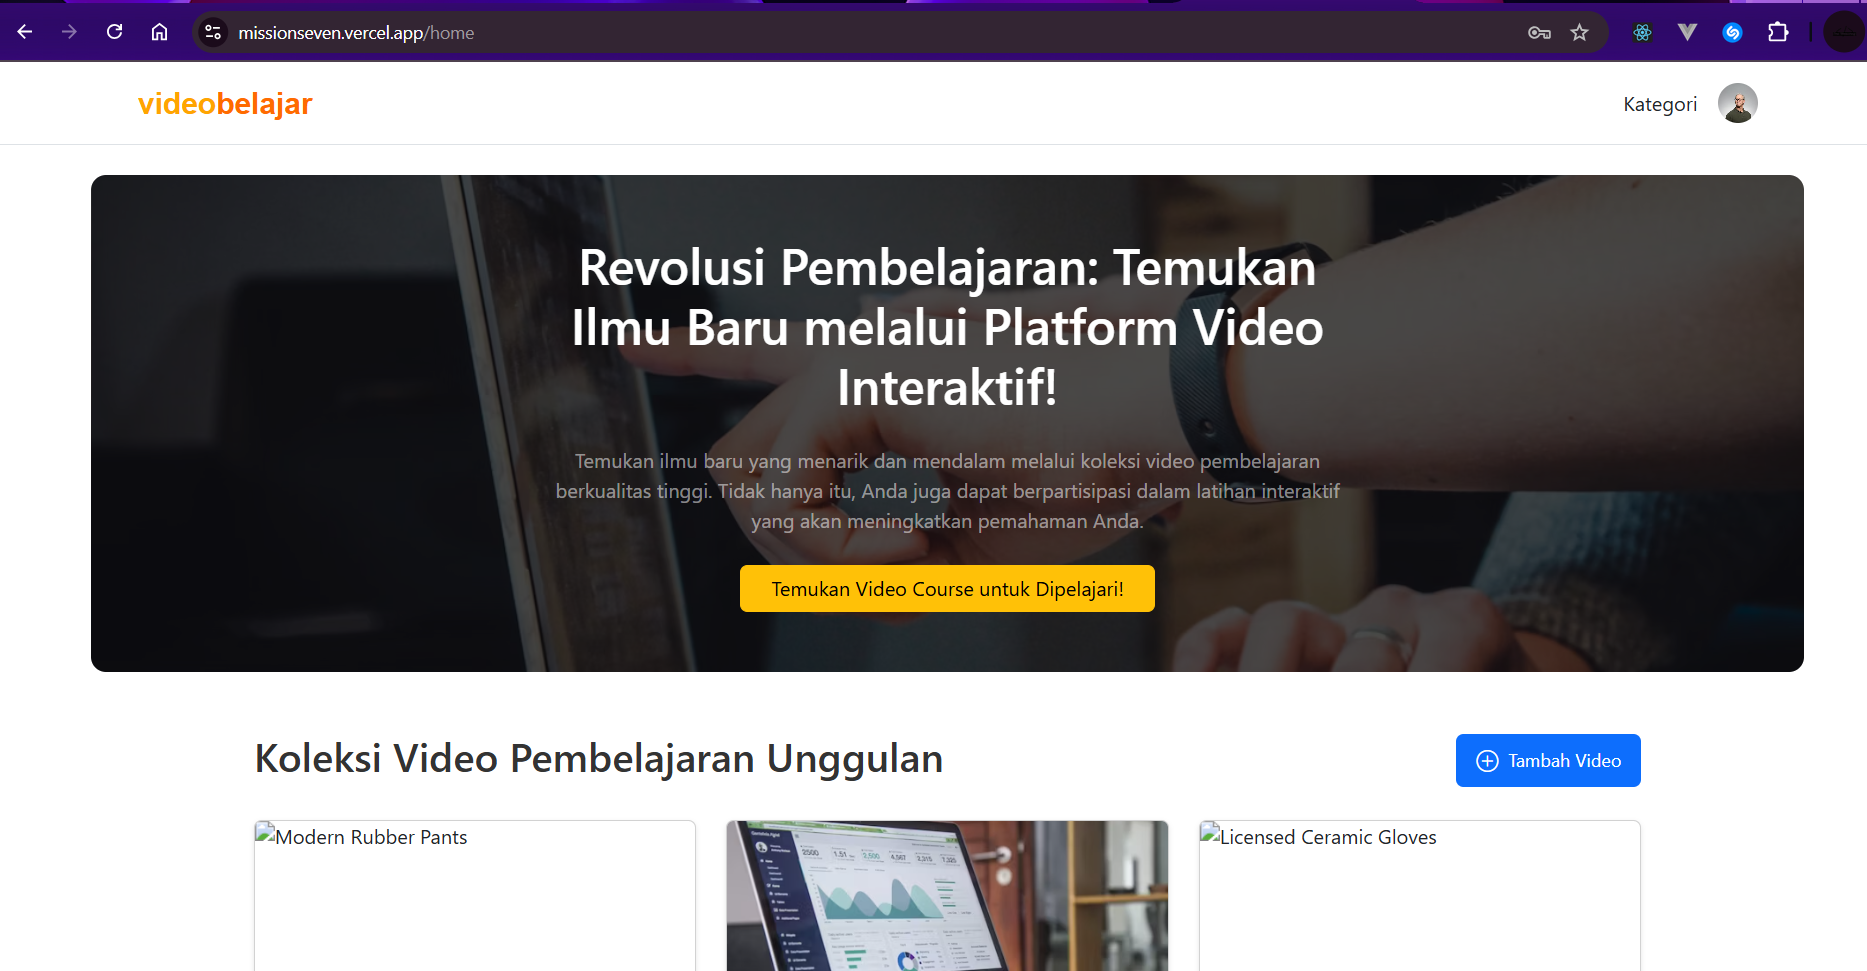 missionseven.vercel.app/home
videobelajar
Kategori
Revolusi Pembelajaran: Temukan
Ilmu Baru melalui Platform Video
Interaktif!
Temukan ilmu baru yang menarik dan mendalam melalui koleksi video pembelajaran
berkualitas tinggi. Tidak hanya itu, Anda juga dapat berpartisipasi dalam latihan interaktif
yang akan meningkatkan pemahaman Anda.
Temukan Video Course untuk Dipelajari!
Koleksi Video Pembelajaran Unggulan
Tambah Video
Modern Rubber Pants
Licensed Ceramic Gloves